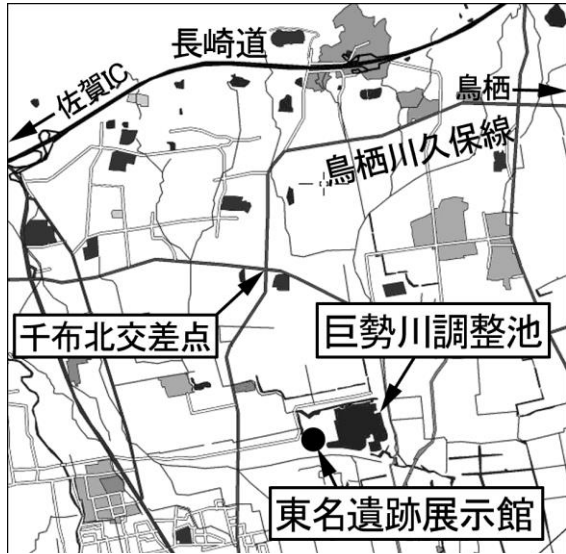 長崎道
佐賀IC
鳥栖
鳥栖川久保線
千布北交差点
巨勢川調整池
東名遺跡展示館